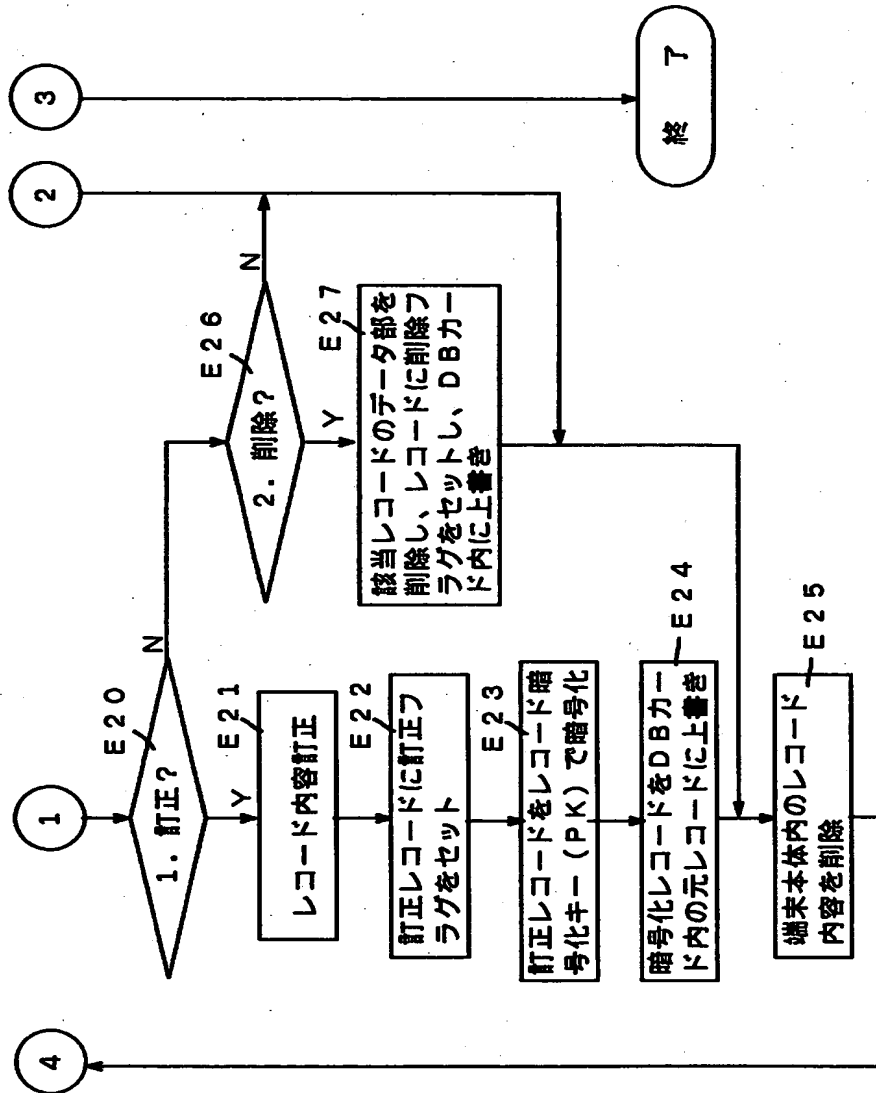 1
2
3
4
E20
1. 訂正?
Y
N
E21
レコード内容訂正
E22
訂正レコードに訂正フ
ラグをセット
E23
訂正レコードをレコード暗
号化キー(PK)で暗号化
E24
暗号化レコードをDBカー
ド内の元レコードに上書き
E25
端末本体内のレコード
内容を削除
E26
2. 削除?
Y
N
E27
該当レコードのデータ部を
削除し、レコードに削除フ
ラグをセットし、DBカー
ド内に上書き
終 了